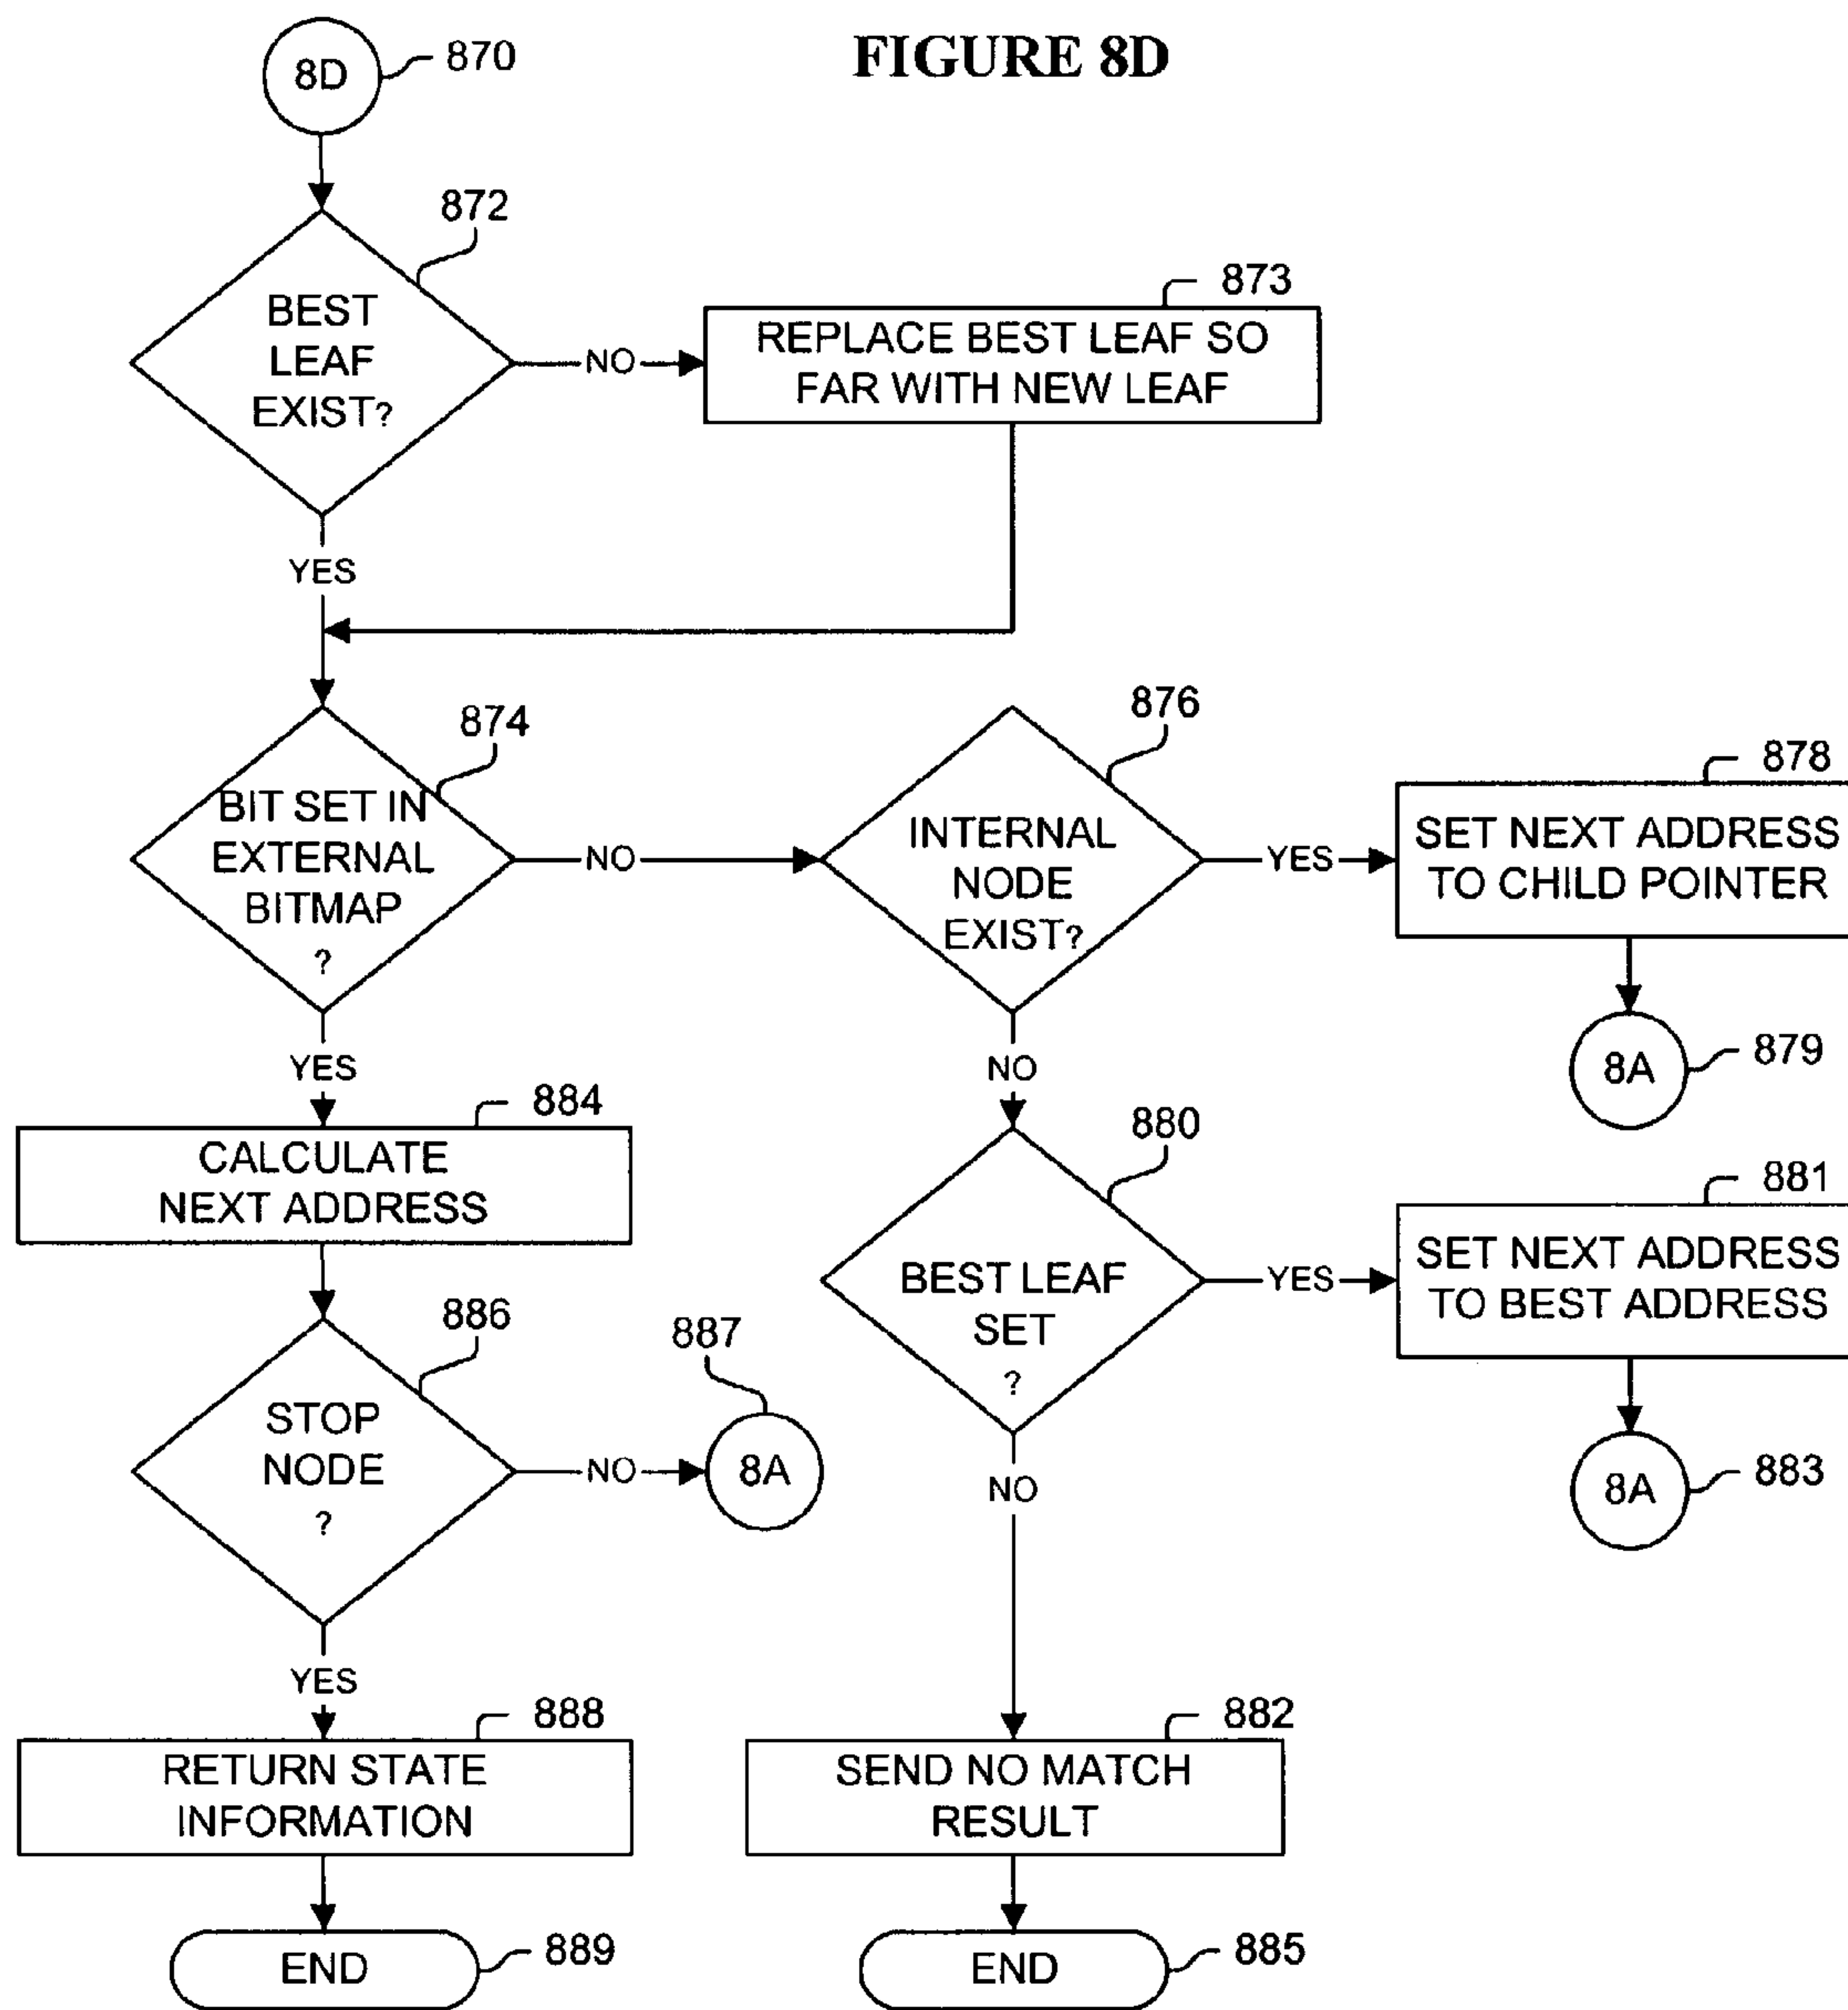 FIGURE 8D
8D
870
872
BEST
LEAF
EXIST?
NO
873
REPLACE BEST LEAF SO
FAR WITH NEW LEAF
YES
874
BIT SET IN
EXTERNAL
BITMAP
?
NO
876
INTERNAL
NODE
EXIST?
YES
878
SET NEXT ADDRESS
TO CHILD POINTER
8A
879
YES
NO
884
CALCULATE
NEXT ADDRESS
880
BEST LEAF
SET
?
YES
881
SET NEXT ADDRESS
TO BEST ADDRESS
8A
883
886
STOP
NODE
?
NO
887
8A
NO
YES
888
RETURN STATE
INFORMATION
882
SEND NO MATCH
RESULT
END
889
END
885